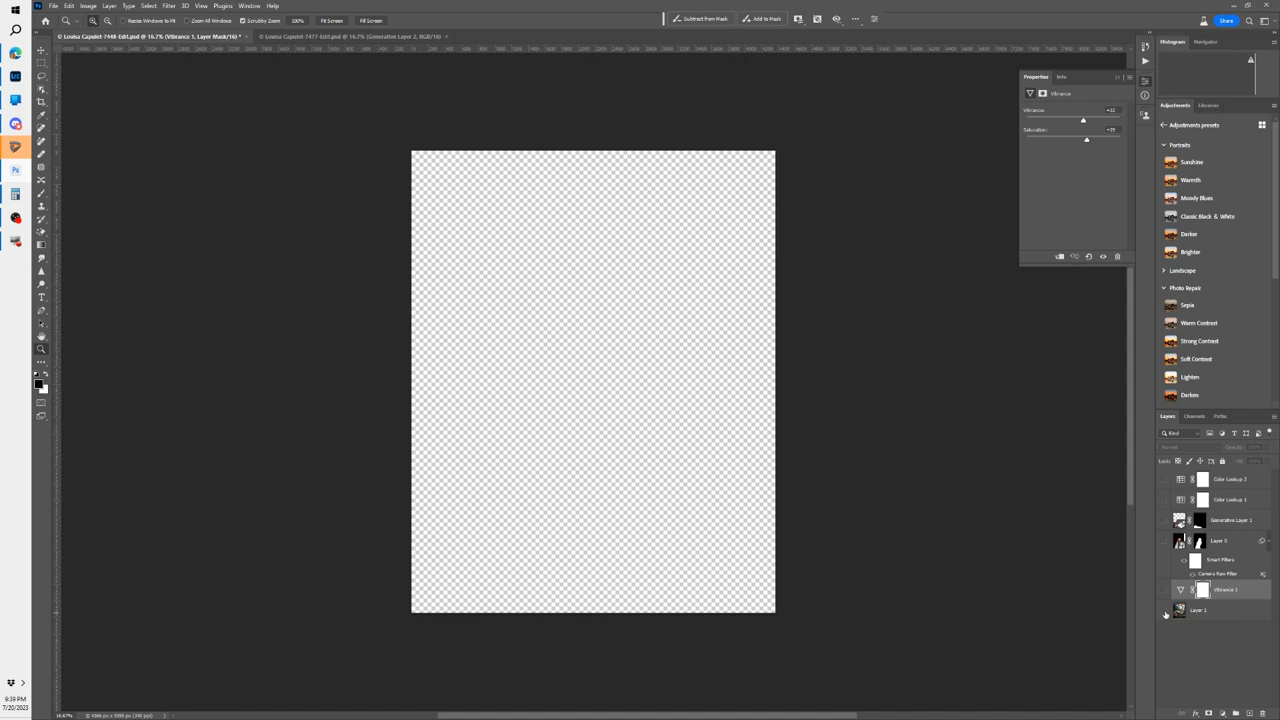 File Edit Image Layer Type Select Filter 3D View Plugins Window Help
Resize Windows to Fit Zoom All Windows Scrubby Zoom 100% Fit Screen Fill Screen Subtract from Mask Add to Mask Share
© Louisa Capulet-7448-Edit.psd @ 16.7% (Vibrance 1, Layer Mask/16) * × © Louisa Capulet-7477-Edit.psd @ 16.7% (Generative Layer 2, RGB/16) ×
Histogram Navigator
Properties Info
Vibrance
Vibrance:
Saturation:
Adjustments Libraries
Adjustments presets
Portraits
Sunshine
Warmth
Moody Blues
Classic Black & White
Darker
Brighter
Landscape
Photo Repair
Sepia
Warm Contrast
Strong Contrast
Soft Contrast
Lighten
Darken
Layers Channels Paths
Kind
Normal Opacity:
Lock: Fill:
Color Lookup 2
Color Lookup 1
Generative Layer 1
Layer 0
Smart Filters
Camera Raw Filter
Vibrance 1
Layer 1
9:39 PM
7/20/2023
16.67%